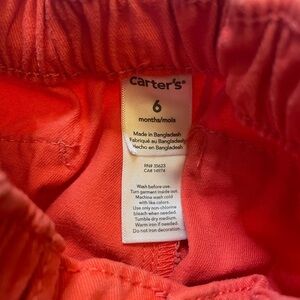 carter's®
6
months/mois
Made in Bangladesh
Fabriqué au Bangladesh
Hecho en Bangladesh
RN# 35623
CA# 14974
Wash before use.
Turn garment inside out.
Machine wash cold
with like colors.
Use only non-chlorine
bleach when needed.
Tumble dry medium.
Warm iron if needed.
Do not iron decoration.